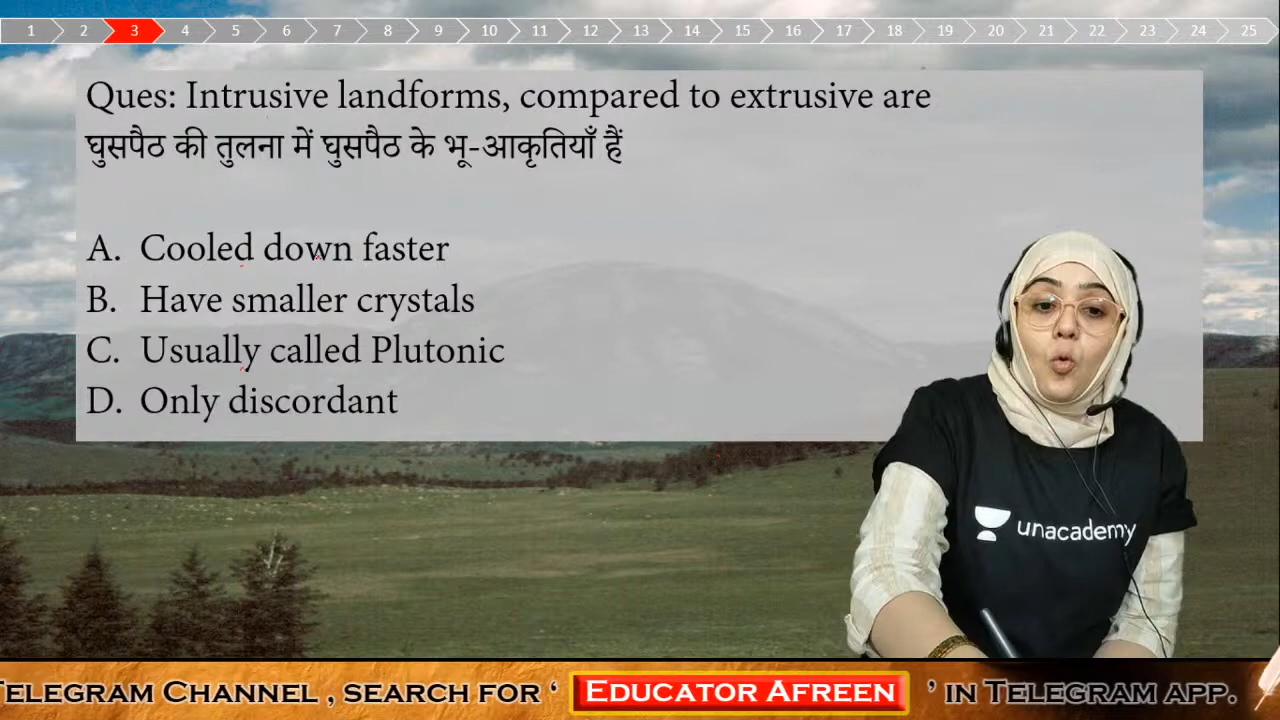 1 2 3 4 5 6 7 8 9 10 11 12 13 14 15 16 17 18 19 20 21 22 23 24 25
Ques: Intrusive landforms, compared to extrusive are
घुसपैठ की तुलना में घुसपैठ के भू-आकृतियाँ हैं
A. Cooled down faster
B. Have smaller crystals
C. Usually called Plutonic
D. Only discordant
unacademy
TELEGRAM CHANNEL , SEARCH FOR ‘ EDUCATOR AFREEN ’ IN TELEGRAM APP.